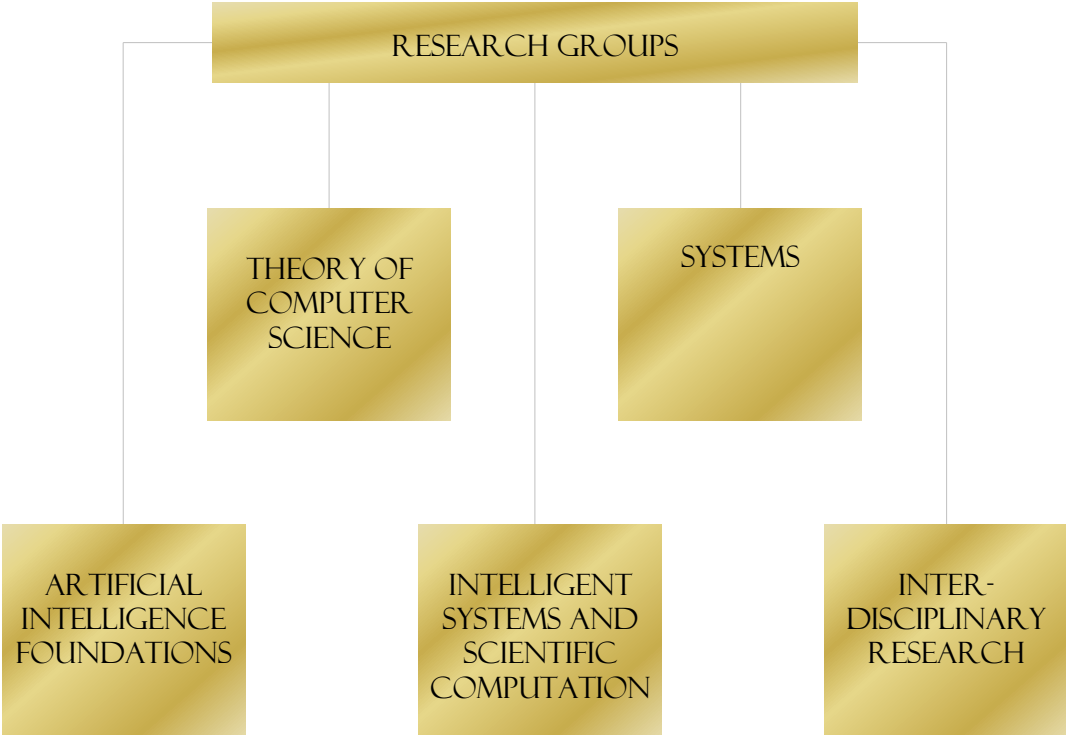 RESEARCH GROUPS
THEORY OF
COMPUTER
SCIENCE
SYSTEMS
ARTIFICIAL
INTELLIGENCE
FOUNDATIONS
INTELLIGENT
SYSTEMS AND
SCIENTIFIC
COMPUTATION
INTER-
DISCIPLINARY
RESEARCH